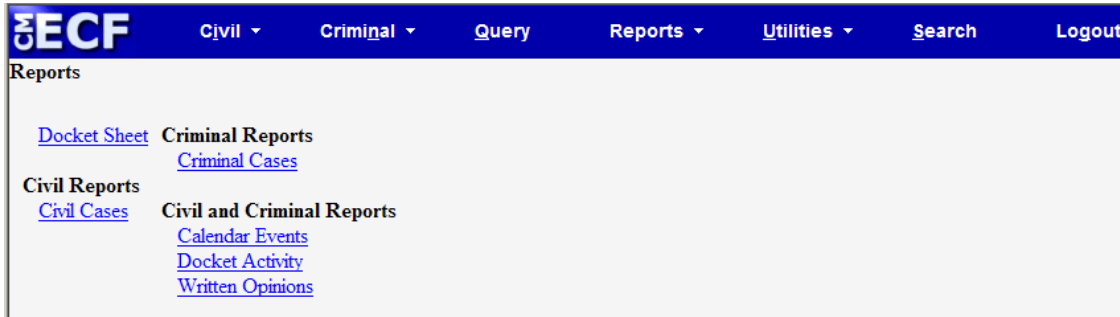 CM ECF Civil Criminal Query Reports Utilities Search Logout
Reports
Docket Sheet Criminal Reports
Criminal Cases
Civil Reports
Civil Cases Civil and Criminal Reports
Calendar Events
Docket Activity
Written Opinions